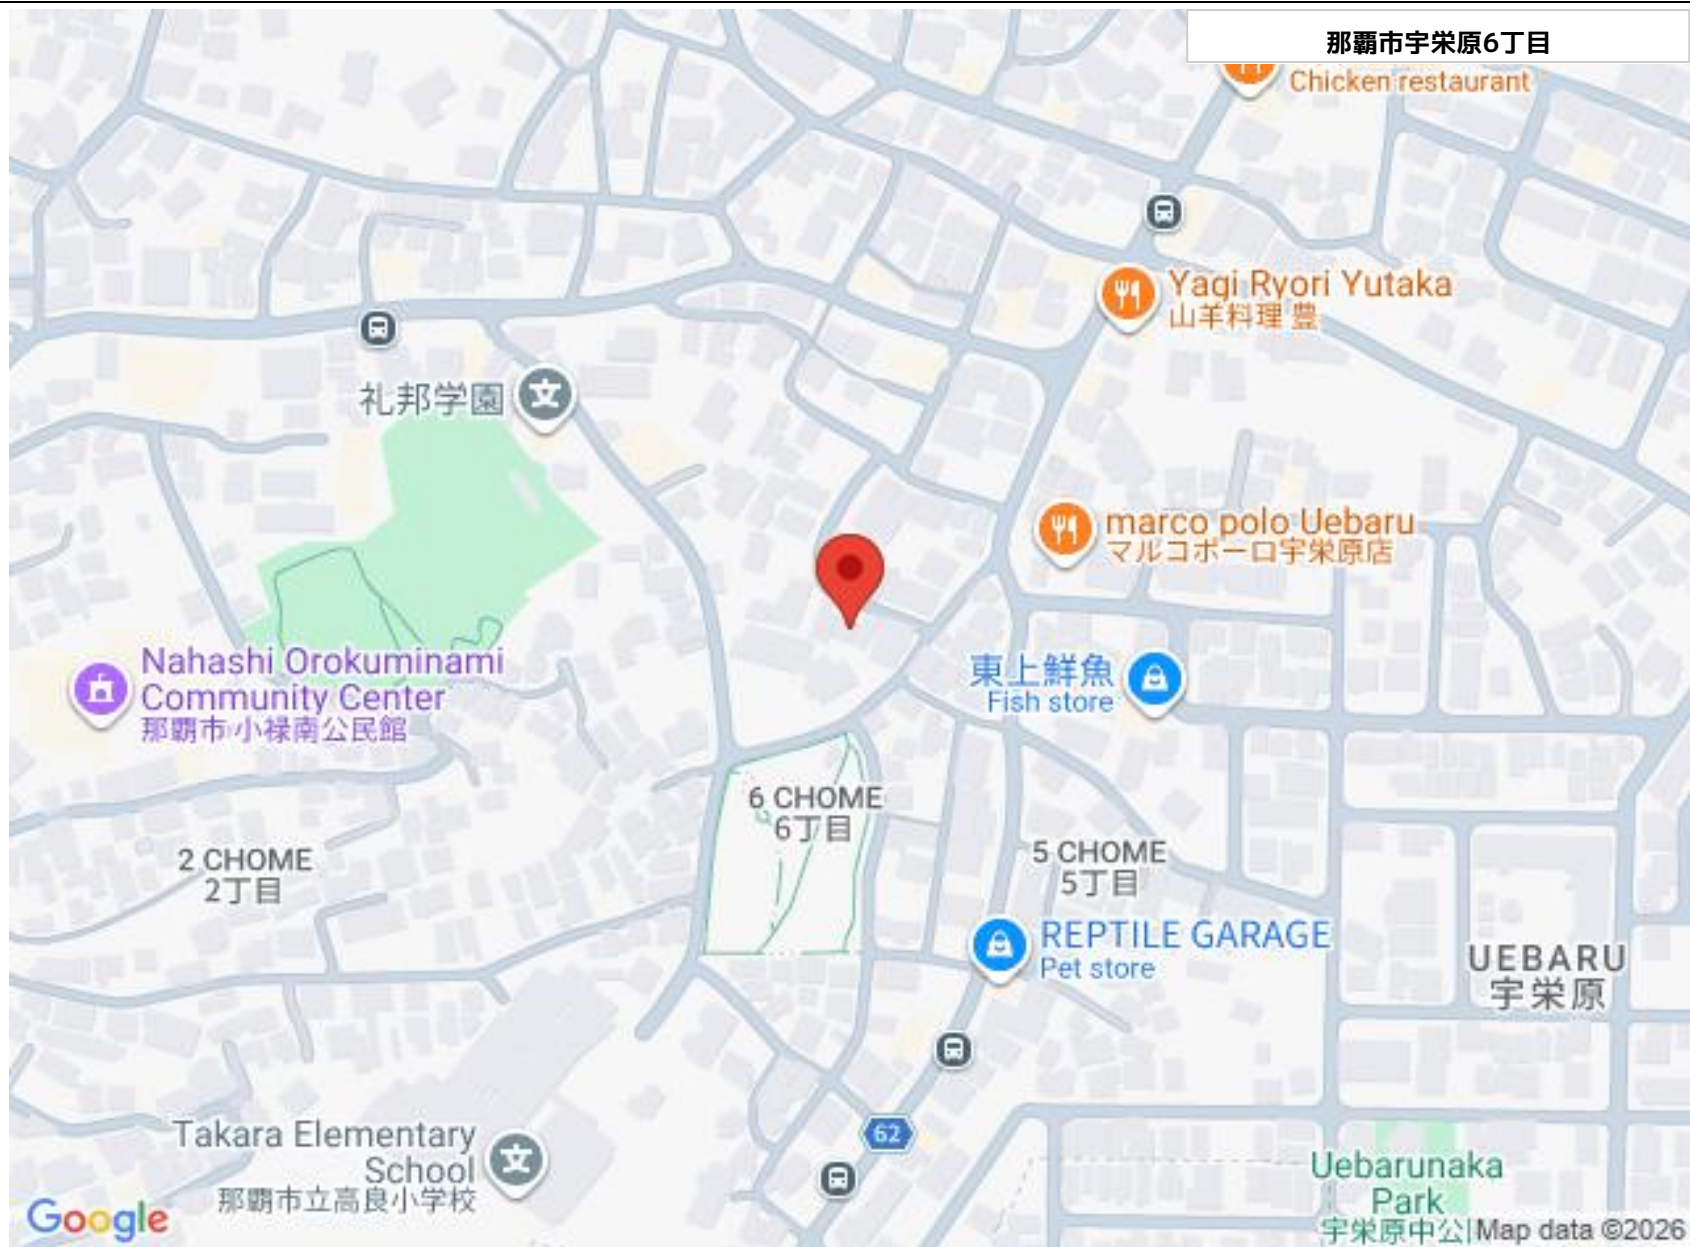 那覇市宇栄原6丁目
Chicken restaurant
Yagi Ryori Yutaka
山羊料理 豊
礼邦学園
marco polo Uebaru
マルコポーロ宇栄原店
Nahashi Orokuminami
Community Center
那覇市小禄南公民館
東上鮮魚
Fish store
6 CHOME
6丁目
2 CHOME
2丁目
5 CHOME
5丁目
REPTILE GARAGE
Pet store
UEBARU
宇栄原
62
Takara Elementary
School
那覇市立高良小学校
Uebarunaka
Park
宇栄原中公
Google
Map data ©2026